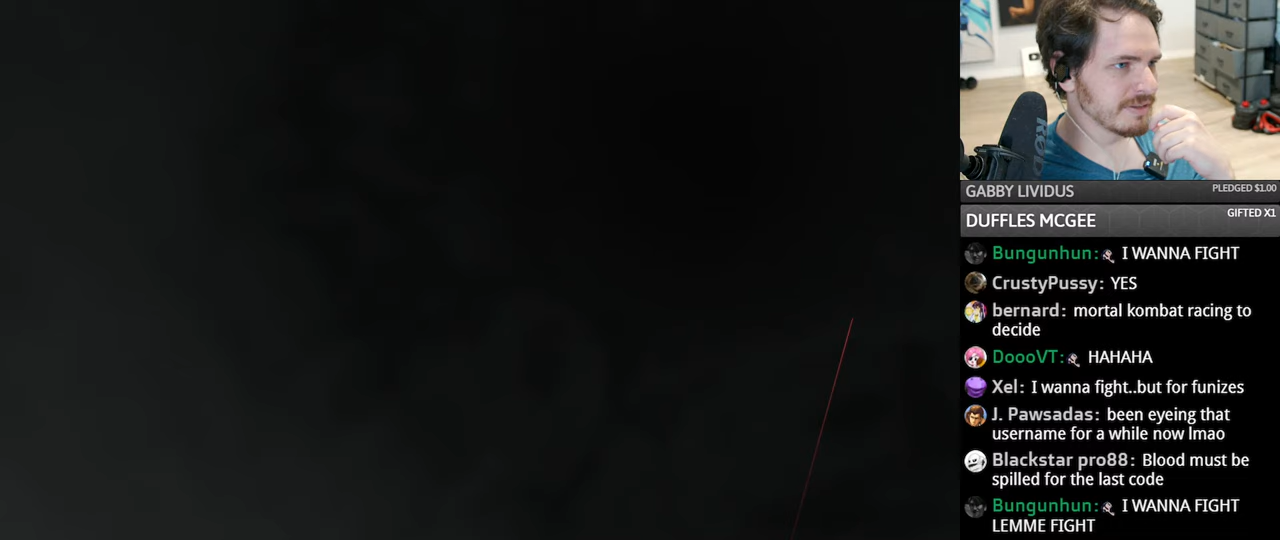 RØDE
GABBY LIVIDUS
PLEDGED $1.00
DUFFLES MCGEE
GIFTED X1
Bungunhun: I WANNA FIGHT
CrustyPussy: YES
bernard: mortal kombat racing to
decide
DoooVT: HAHAHA
Xel: I wanna fight..but for funizes
J. Pawsadas: been eyeing that
username for a while now lmao
Blackstar pro88: Blood must be
spilled for the last code
Bungunhun: I WANNA FIGHT
LEMME FIGHT